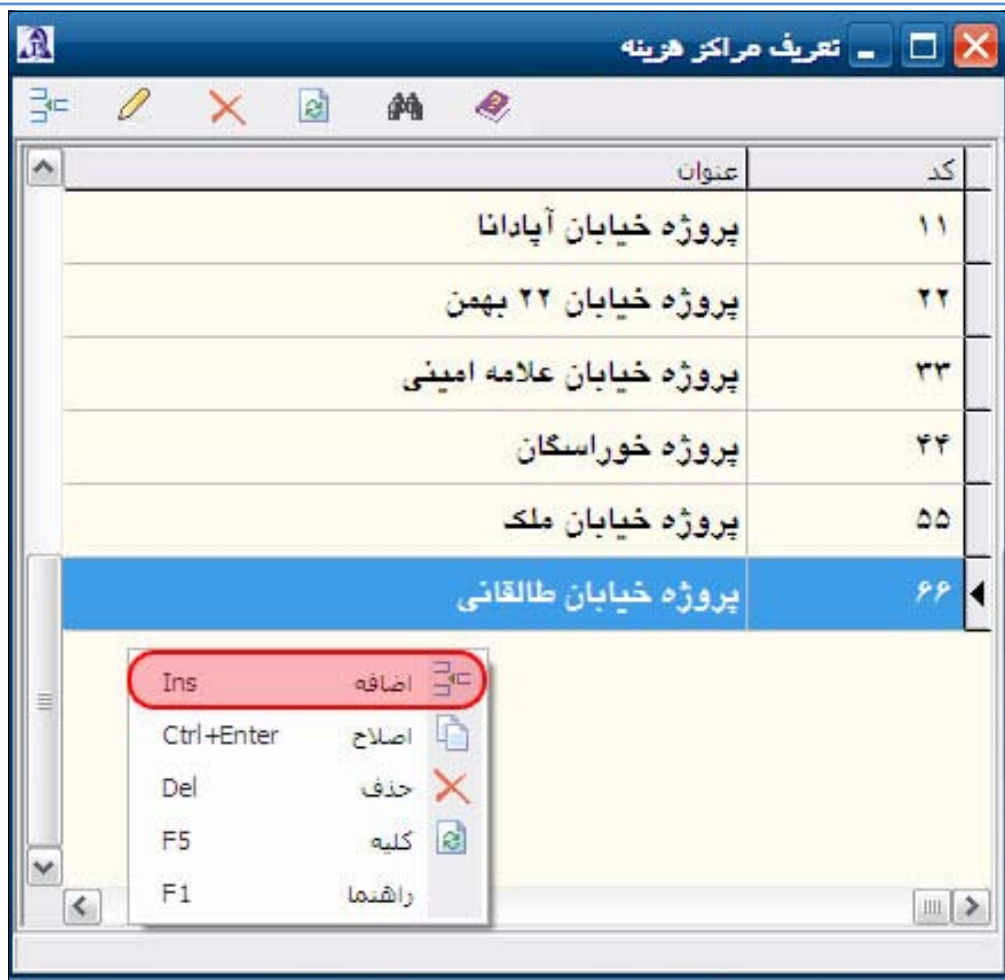 تعریف مراکز هزینه
کد عنوان
۱۱ پروژه خیابان آپادانا
۲۲ پروژه خیابان ۲۲ بهمن
۳۳ پروژه خیابان علامه امینی
۴۴ پروژه خوراسگان
۵۵ پروژه خیابان ملک
۶۶ پروژه خیابان طالقانی
اضافه Ins
اصلاح Ctrl+Enter
حذف Del
کلیه F5
راهنما F1